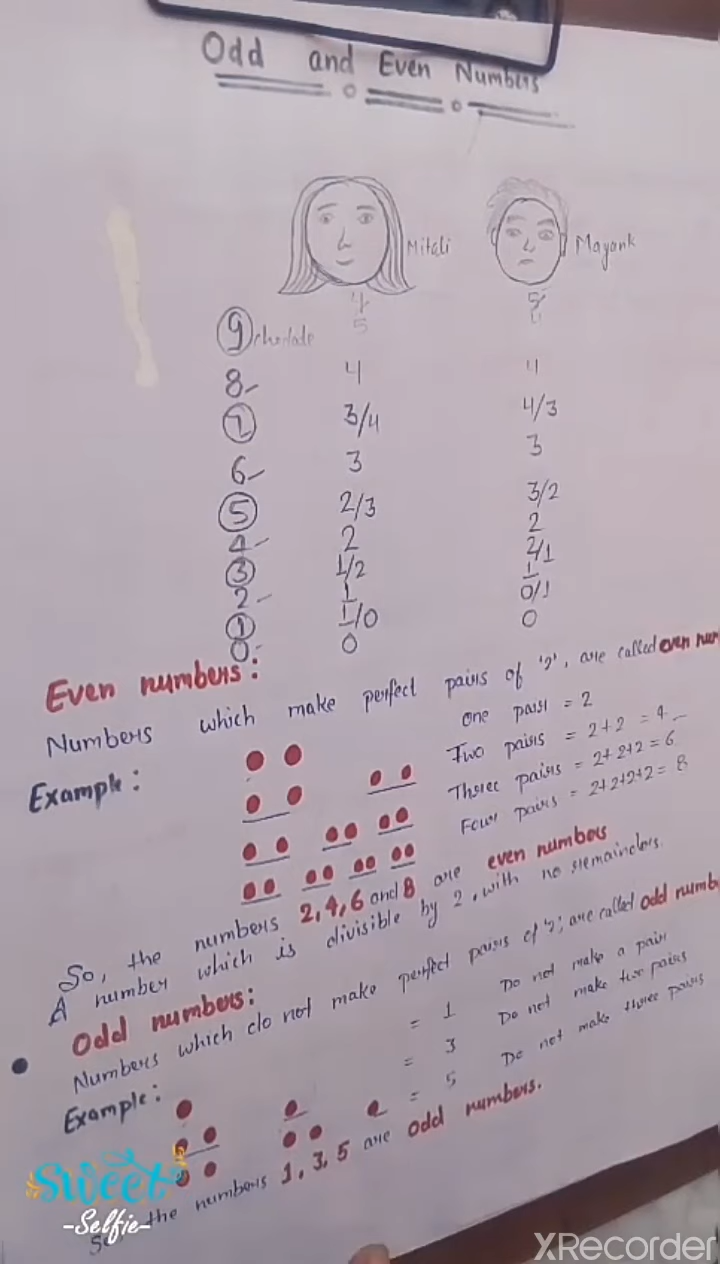 Odd and Even Numbers
Mitali Mayank
4 5
5 4
9 chocolate
8 4 4
7 3/4 4/3
6 3 3
5 2/3 3/2
4 2 2
3 1/2 2/1
2 1 1
1 1/0 0/1
0 0 0
Even numbers:
Numbers which make perfect pairs of '2', are called even num
Example:
one pair = 2
Two pairs = 2+2 = 4
Three pairs = 2+2+2 = 6
Four pairs = 2+2+2+2 = 8
So, the numbers 2, 4, 6 and 8 are even numbers
A number which is divisible by 2, with no remainders.
Odd numbers:
Numbers which do not make perfect pairs of '2', are called odd numb
Example:
= 1 Do not make a pair
= 3 Do not make two pairs
= 5 Do not make three pairs
So the numbers 1, 3, 5 are odd numbers.
Sweet
-Selfie-
XRecorder